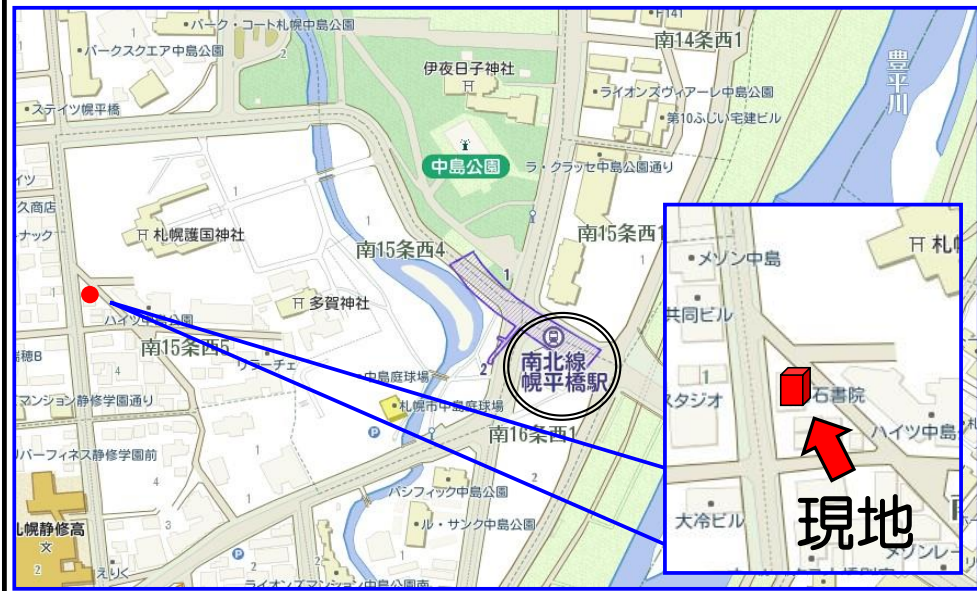 パーク・コート札幌中島公園
パークスクエア中島公園
南14条西1
豊平川
伊夜日子神社
ライオンズヴィアーレ中島公園
ステイツ幌平橋
第10ふじい宅建ビル
中島公園
ラ・クラッセ中島公園通り
久商店
ナック
札幌護国神社
南15条西4
南15条西1
1
多賀神社
ハイツ中島公園
南15条西5
リラーチェ
南北線
幌平橋駅
2
中島庭球場
札幌市中島庭球場
マンション静修学園通り
南16条西1
リバーフィネス静修学園前
パシフィック中島公園
ル・サンク中島公園
札幌静修高
えりく
ライオンズマンション中島公園南
メゾン中島
共同ビル
1
スタジオ
石書院
ハイツ中島
大冷ビル
現地